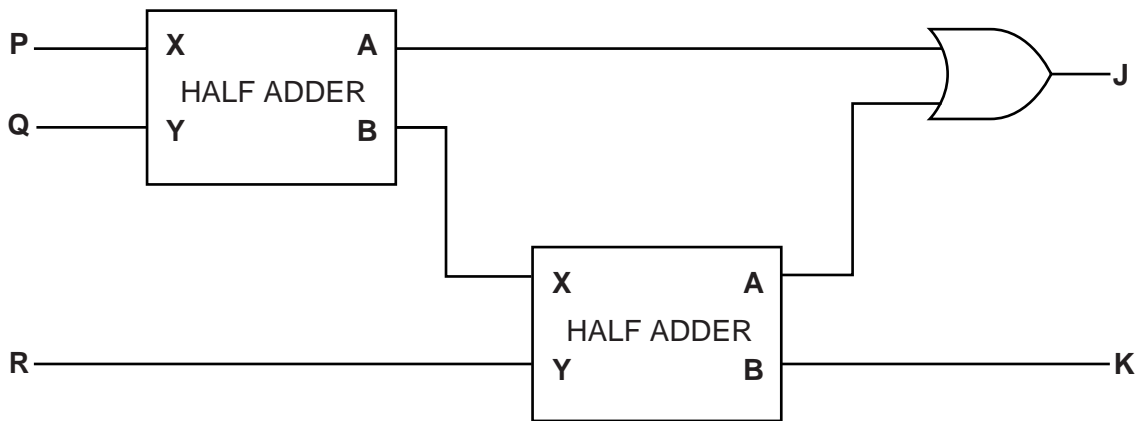 P X A
HALF ADDER
Q Y B
J
X A
HALF ADDER
R Y B K